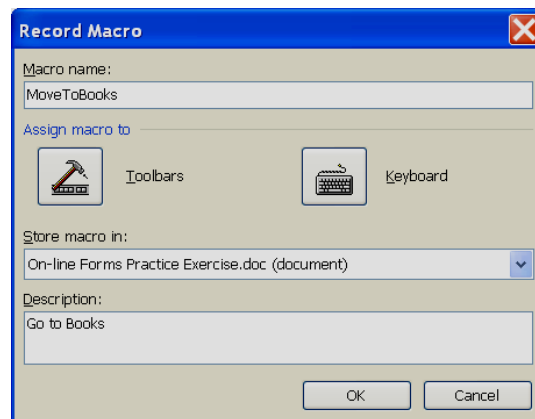 Record Macro
Macro name:
MoveToBooks
Assign macro to
Toolbars
Keyboard
Store macro in:
On-line Forms Practice Exercise.doc (document)
Description:
Go to Books
OK
Cancel